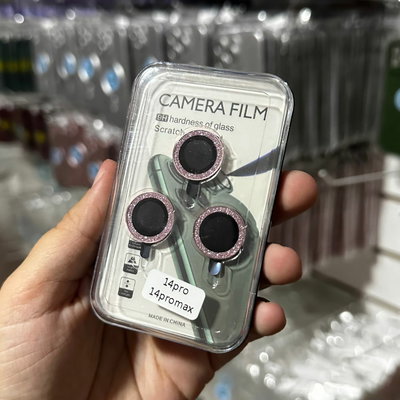 CAMERA FILM
9H hardness of glass
Scratch
14pro
14promax
MADE IN CHINA